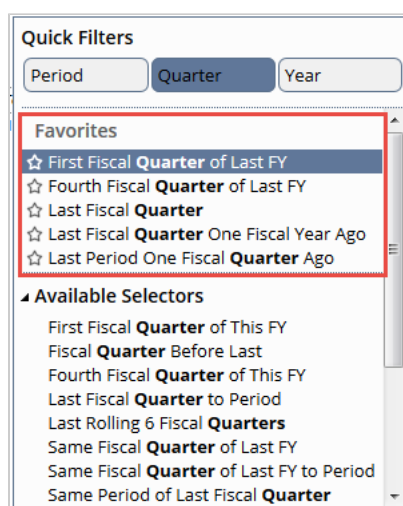 Quick Filters
Period Quarter Year
Favorites
First Fiscal Quarter of Last FY
Fourth Fiscal Quarter of Last FY
Last Fiscal Quarter
Last Fiscal Quarter One Fiscal Year Ago
Last Period One Fiscal Quarter Ago
Available Selectors
First Fiscal Quarter of This FY
Fiscal Quarter Before Last
Fourth Fiscal Quarter of This FY
Last Fiscal Quarter to Period
Last Rolling 6 Fiscal Quarters
Same Fiscal Quarter of Last FY
Same Fiscal Quarter of Last FY to Period
Same Period of Last Fiscal Quarter